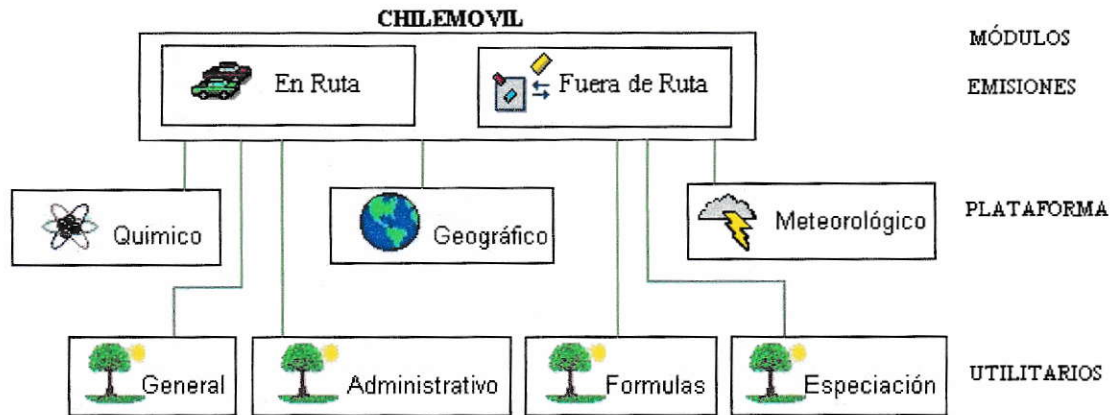 CHILEMOVIL
MÓDULOS
En Ruta
Fuera de Ruta
EMISIONES
Quimico
Geográfico
Meteorológico
PLATAFORMA
General
Administrativo
Formulas
Especiación
UTILITARIOS